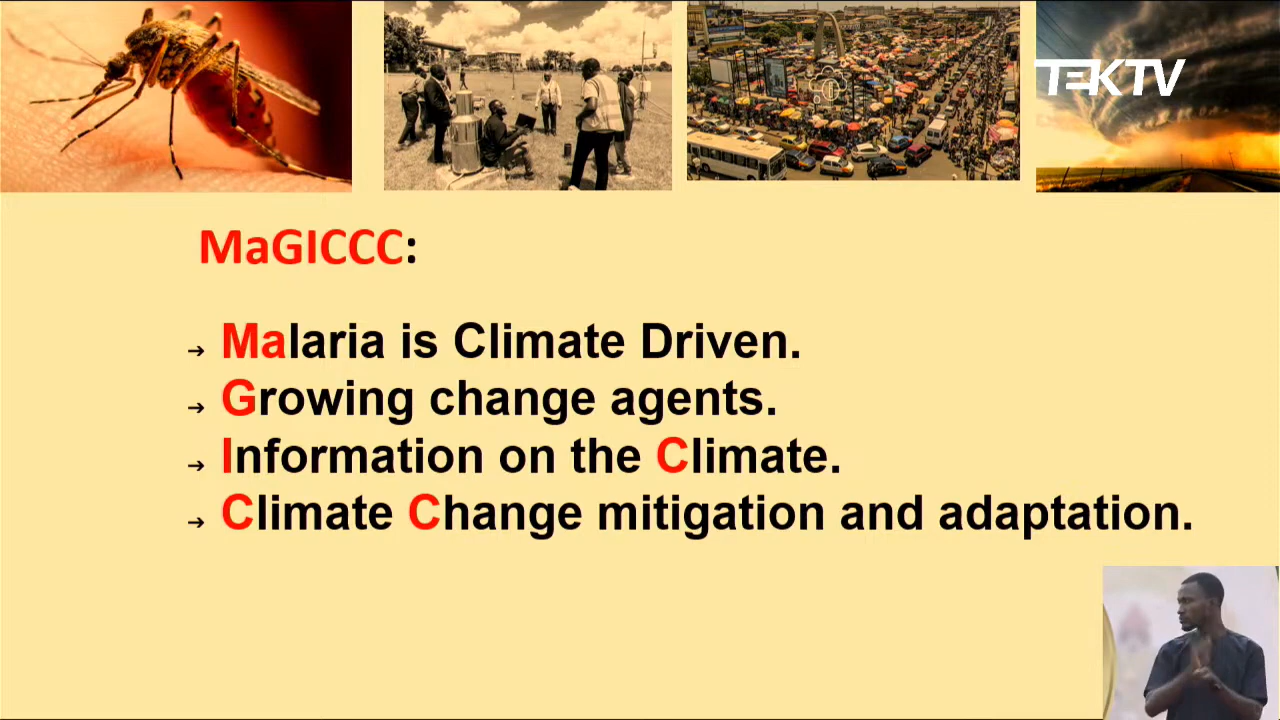 TEKTV
MaGICCC:
→ Malaria is Climate Driven.
→ Growing change agents.
→ Information on the Climate.
→ Climate Change mitigation and adaptation.